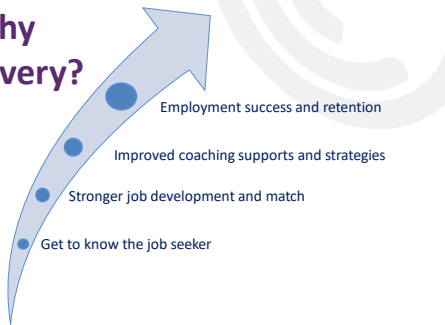 hy
very?
Employment success and retention
Improved coaching supports and strategies
Stronger job development and match
Get to know the job seeker